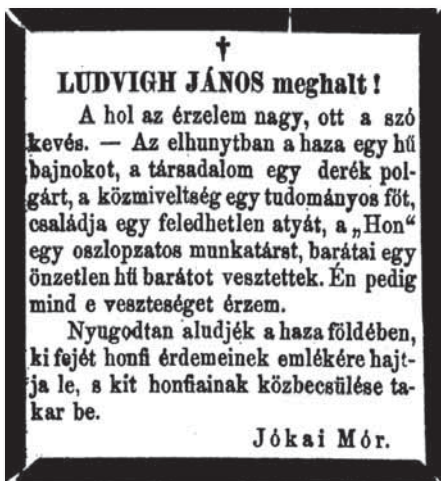 †
LUDVIGH JÁNOS meghalt!
A hol az érzelem nagy, ott a szó
kevés. — Az elhunytban a haza egy hű
bajnokot, a társadalom egy derék pol-
gárt, a közmiveltség egy tudományos főt,
családja egy feledhetlen atyát, a „Hon“
egy oszlopzatos munkatárst, barátai egy
önzetlen hű barátot vesztettek. Én pedig
mind e veszteséget érzem.
Nyugodtan aludjék a haza földében,
ki fejét honfi érdemeinek emlékére hajt-
ja le, s kit honfiainak közbecsülése ta-
kar be.
Jókai Mór.